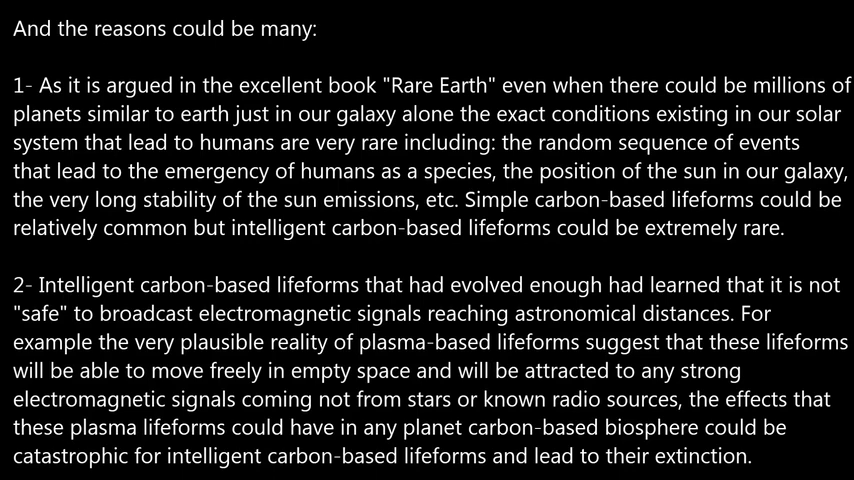 And the reasons could be many:
1- As it is argued in the excellent book "Rare Earth" even when there could be millions of
planets similar to earth just in our galaxy alone the exact conditions existing in our solar
system that lead to humans are very rare including: the random sequence of events
that lead to the emergency of humans as a species, the position of the sun in our galaxy,
the very long stability of the sun emissions, etc. Simple carbon-based lifeforms could be
relatively common but intelligent carbon-based lifeforms could be extremely rare.
2- Intelligent carbon-based lifeforms that had evolved enough had learned that it is not
"safe" to broadcast electromagnetic signals reaching astronomical distances. For
example the very plausible reality of plasma-based lifeforms suggest that these lifeforms
will be able to move freely in empty space and will be attracted to any strong
electromagnetic signals coming not from stars or known radio sources, the effects that
these plasma lifeforms could have in any planet carbon-based biosphere could be
catastrophic for intelligent carbon-based lifeforms and lead to their extinction.